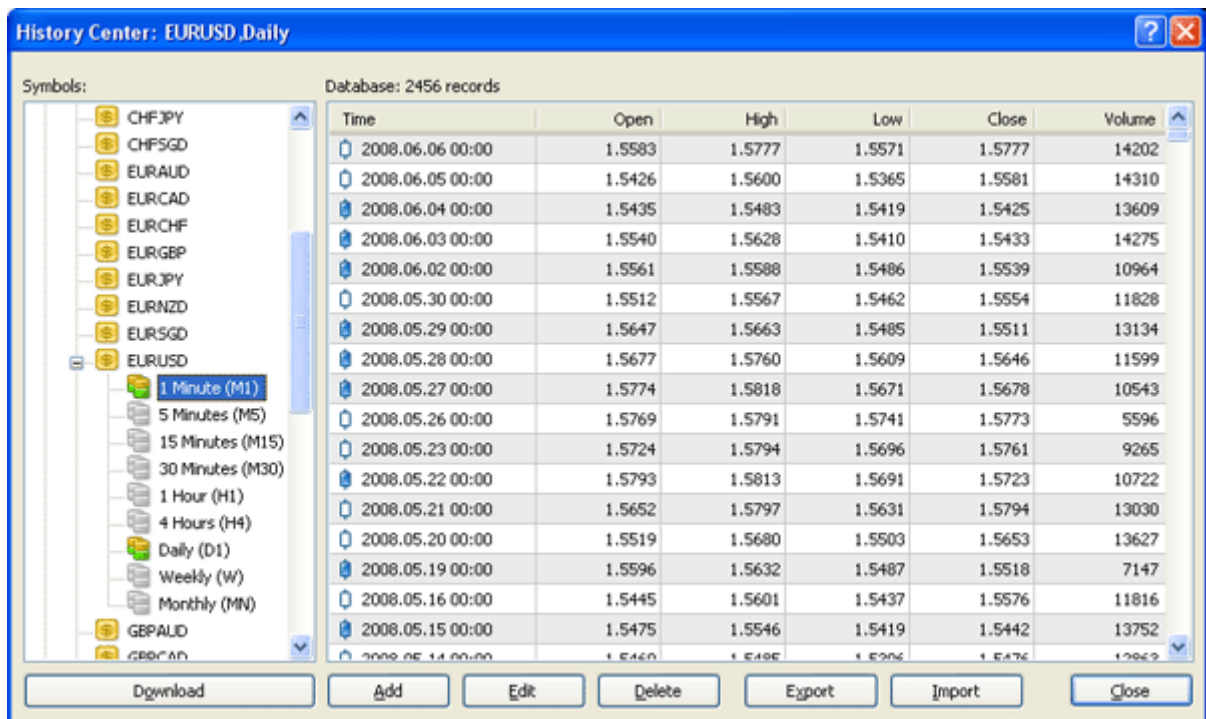 History Center: EURUSD,Daily
Symbols:
Database: 2456 records
CHFJPY
CHFSGD
EURAUD
EURCAD
EURCHF
EURGBP
EURJPY
EURNZD
EURSGD
EURUSD
1 Minute (M1)
5 Minutes (M5)
15 Minutes (M15)
30 Minutes (M30)
1 Hour (H1)
4 Hours (H4)
Daily (D1)
Weekly (W)
Monthly (MN)
GBPAUD
GBPCAD
Time Open High Low Close Volume
2008.06.06 00:00 1.5583 1.5777 1.5571 1.5777 14202
2008.06.05 00:00 1.5426 1.5600 1.5365 1.5581 14310
2008.06.04 00:00 1.5435 1.5483 1.5419 1.5425 13609
2008.06.03 00:00 1.5540 1.5628 1.5410 1.5433 14275
2008.06.02 00:00 1.5561 1.5588 1.5486 1.5539 10964
2008.05.30 00:00 1.5512 1.5567 1.5462 1.5554 11828
2008.05.29 00:00 1.5647 1.5663 1.5485 1.5511 13134
2008.05.28 00:00 1.5677 1.5760 1.5609 1.5646 11599
2008.05.27 00:00 1.5774 1.5818 1.5671 1.5678 10543
2008.05.26 00:00 1.5769 1.5791 1.5741 1.5773 5596
2008.05.23 00:00 1.5724 1.5794 1.5696 1.5761 9265
2008.05.22 00:00 1.5793 1.5813 1.5691 1.5723 10722
2008.05.21 00:00 1.5652 1.5797 1.5631 1.5794 13030
2008.05.20 00:00 1.5519 1.5680 1.5503 1.5653 13627
2008.05.19 00:00 1.5596 1.5632 1.5487 1.5518 7147
2008.05.16 00:00 1.5445 1.5601 1.5437 1.5576 11816
2008.05.15 00:00 1.5475 1.5546 1.5419 1.5442 13752
2008.05.14 00:00
Download Add Edit Delete Export Import Close